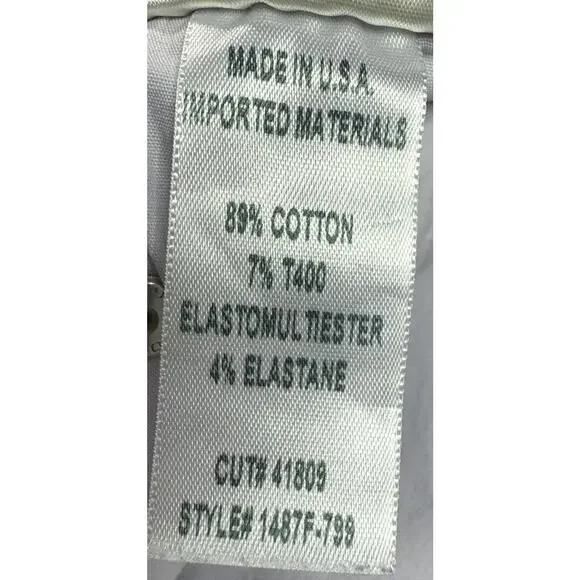 MADE IN U.S.A.
IMPORTED MATERIALS
89% COTTON
7% T400
ELASTOMULTIESTER
4% ELASTANE
CUT# 41809
STYLE# 1487F-799